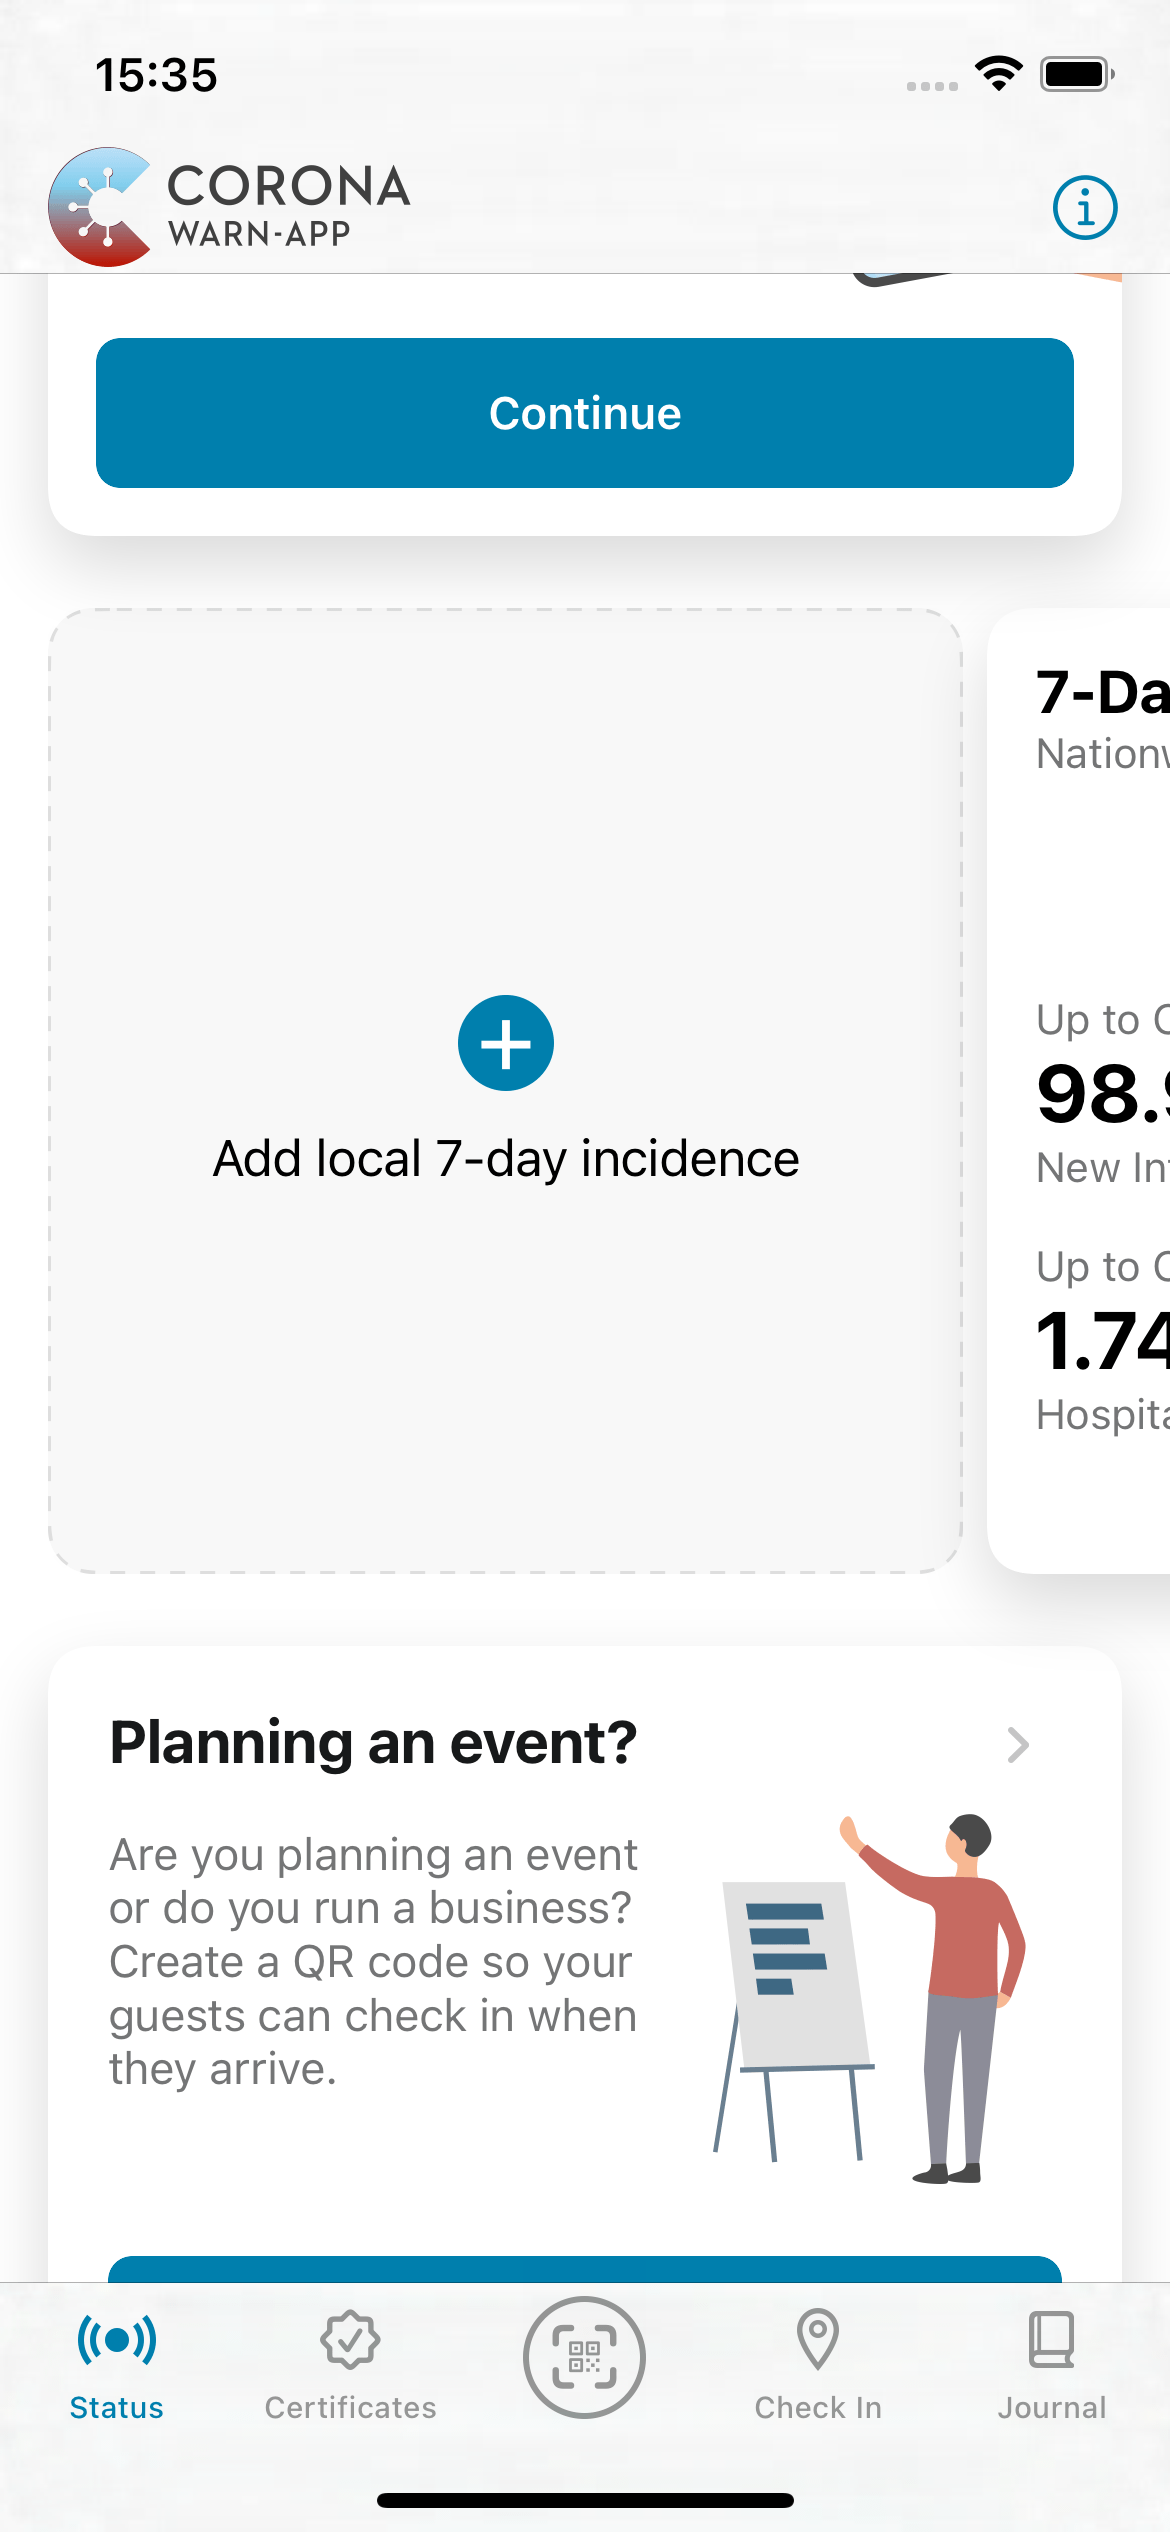 15:35
CORONA
WARN-APP
Continue
Add local 7-day incidence
7-Da
Nation
Up to
98.
New In
Up to
1.74
Hospita
Planning an event?
Are you planning an event
or do you run a business?
Create a QR code so your
guests can check in when
they arrive.
Status
Certificates
Check In
Journal